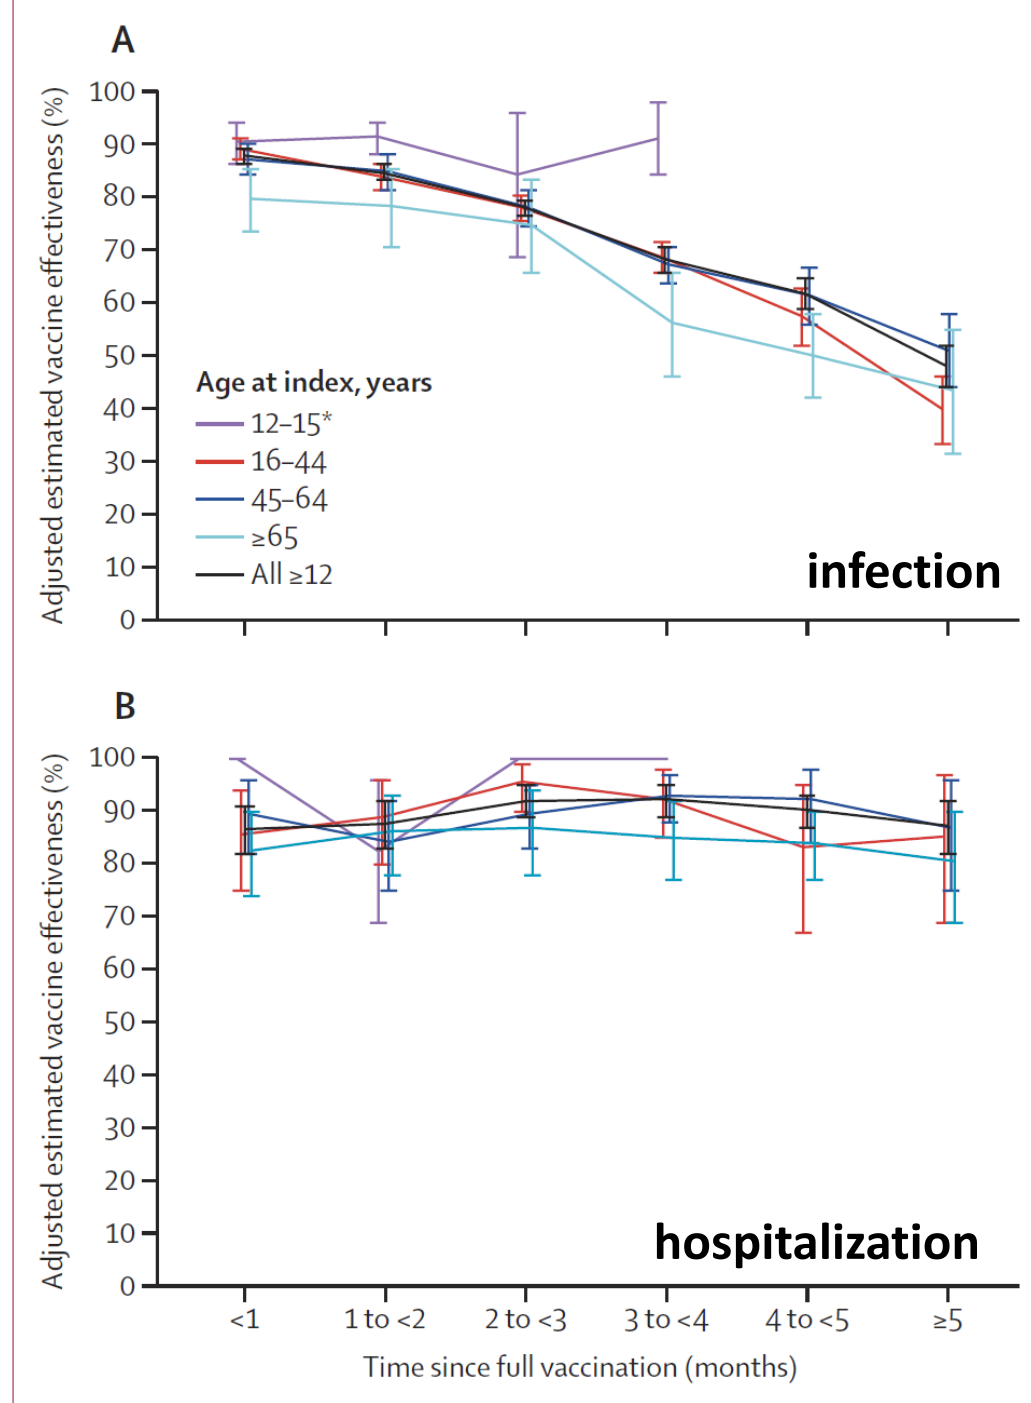 A
Adjusted estimated vaccine effectiveness (%)
100
90
80
70
60
50
40
30
20
10
0
Age at index, years
12–15*
16–44
45–64
≥65
All ≥12
infection
B
Adjusted estimated vaccine effectiveness (%)
100
90
80
70
60
50
40
30
20
10
0
hospitalization
<1 1 to <2 2 to <3 3 to <4 4 to <5 ≥5
Time since full vaccination (months)